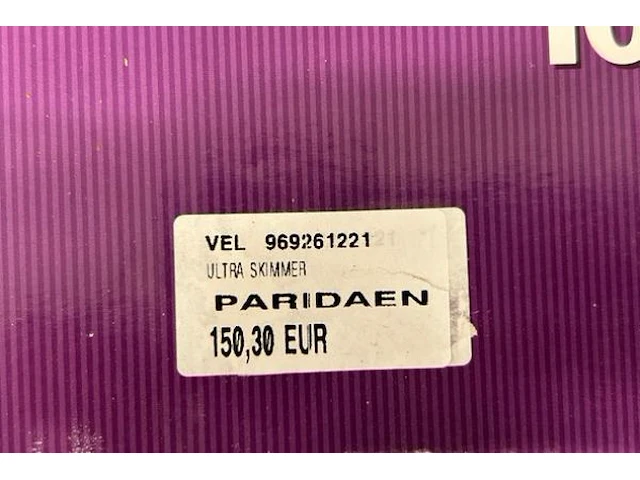 VEL 969261221
ULTRA SKIMMER
PARIDAEN
150,30 EUR